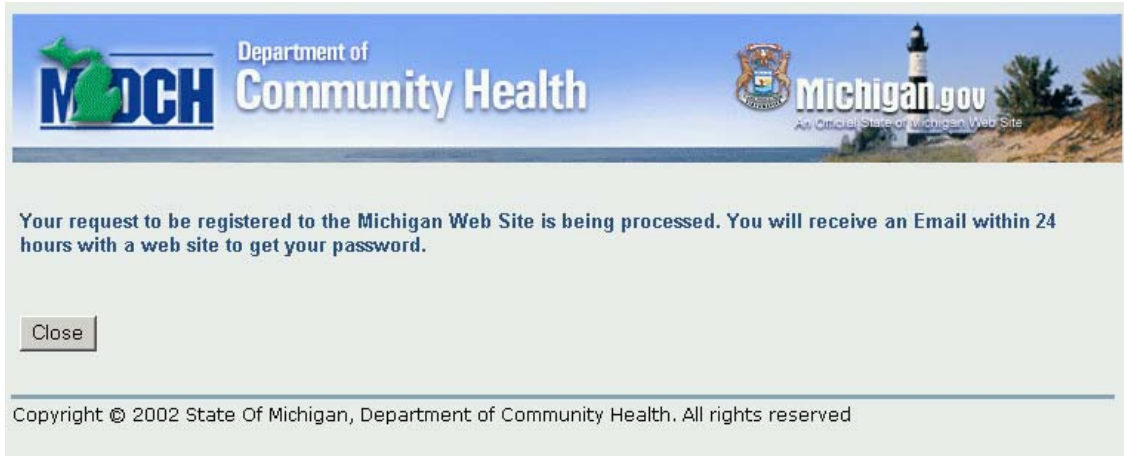 MDCH
Department of
Community Health
Michigan.gov
An Official State of Michigan Web Site
Your request to be registered to the Michigan Web Site is being processed. You will receive an Email within 24
hours with a web site to get your password.
Close
Copyright © 2002 State Of Michigan, Department of Community Health. All rights reserved